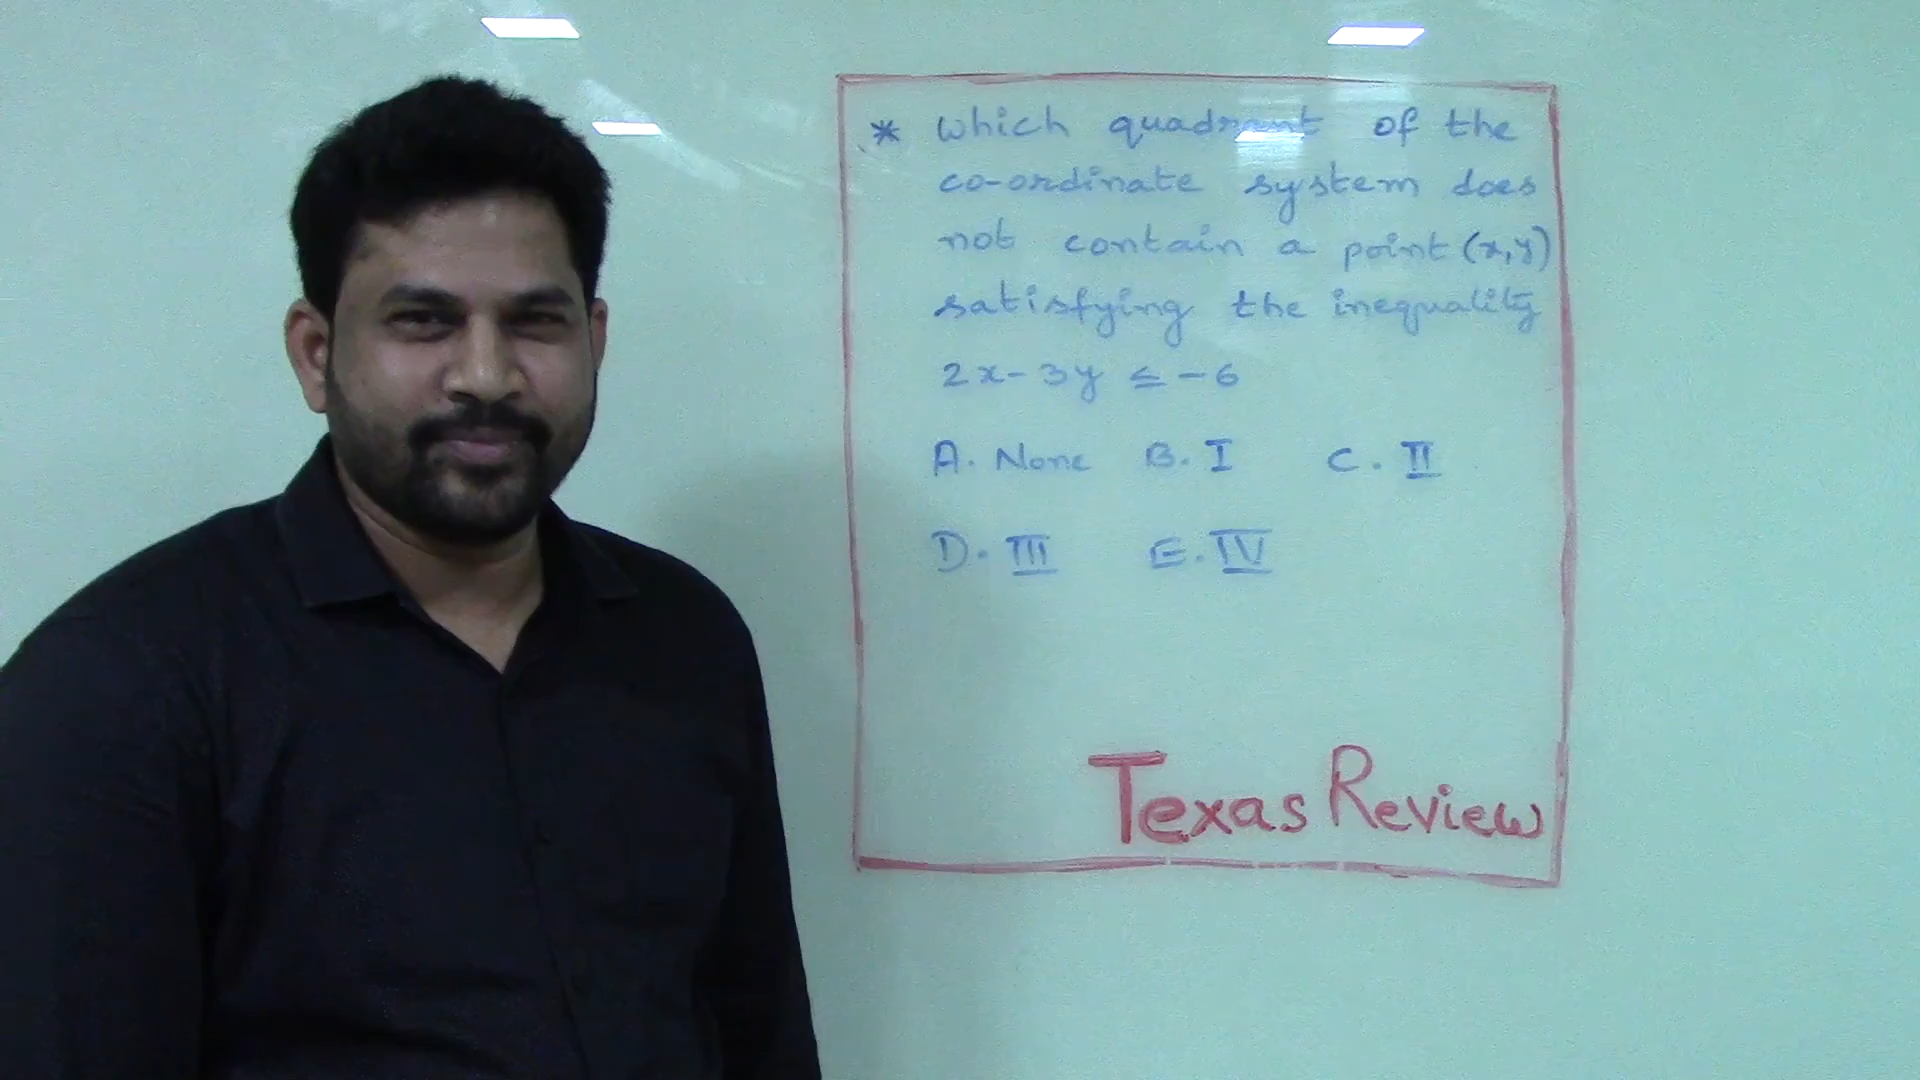 * which quadrant of the
co-ordinate system does
not contain a point (x,y)
satisfying the inequality
2x - 3y ≤ -6
A. None B. I C. II
D. III E. IV
Texas Review